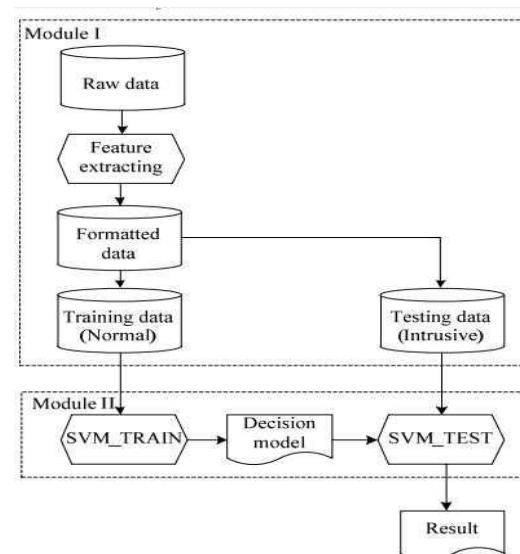 Module I
Raw data
Feature
extracting
Formatted
data
Training data
(Normal)
Testing data
(Intrusive)
Module II
SVM_TRAIN
Decision
model
SVM_TEST
Result